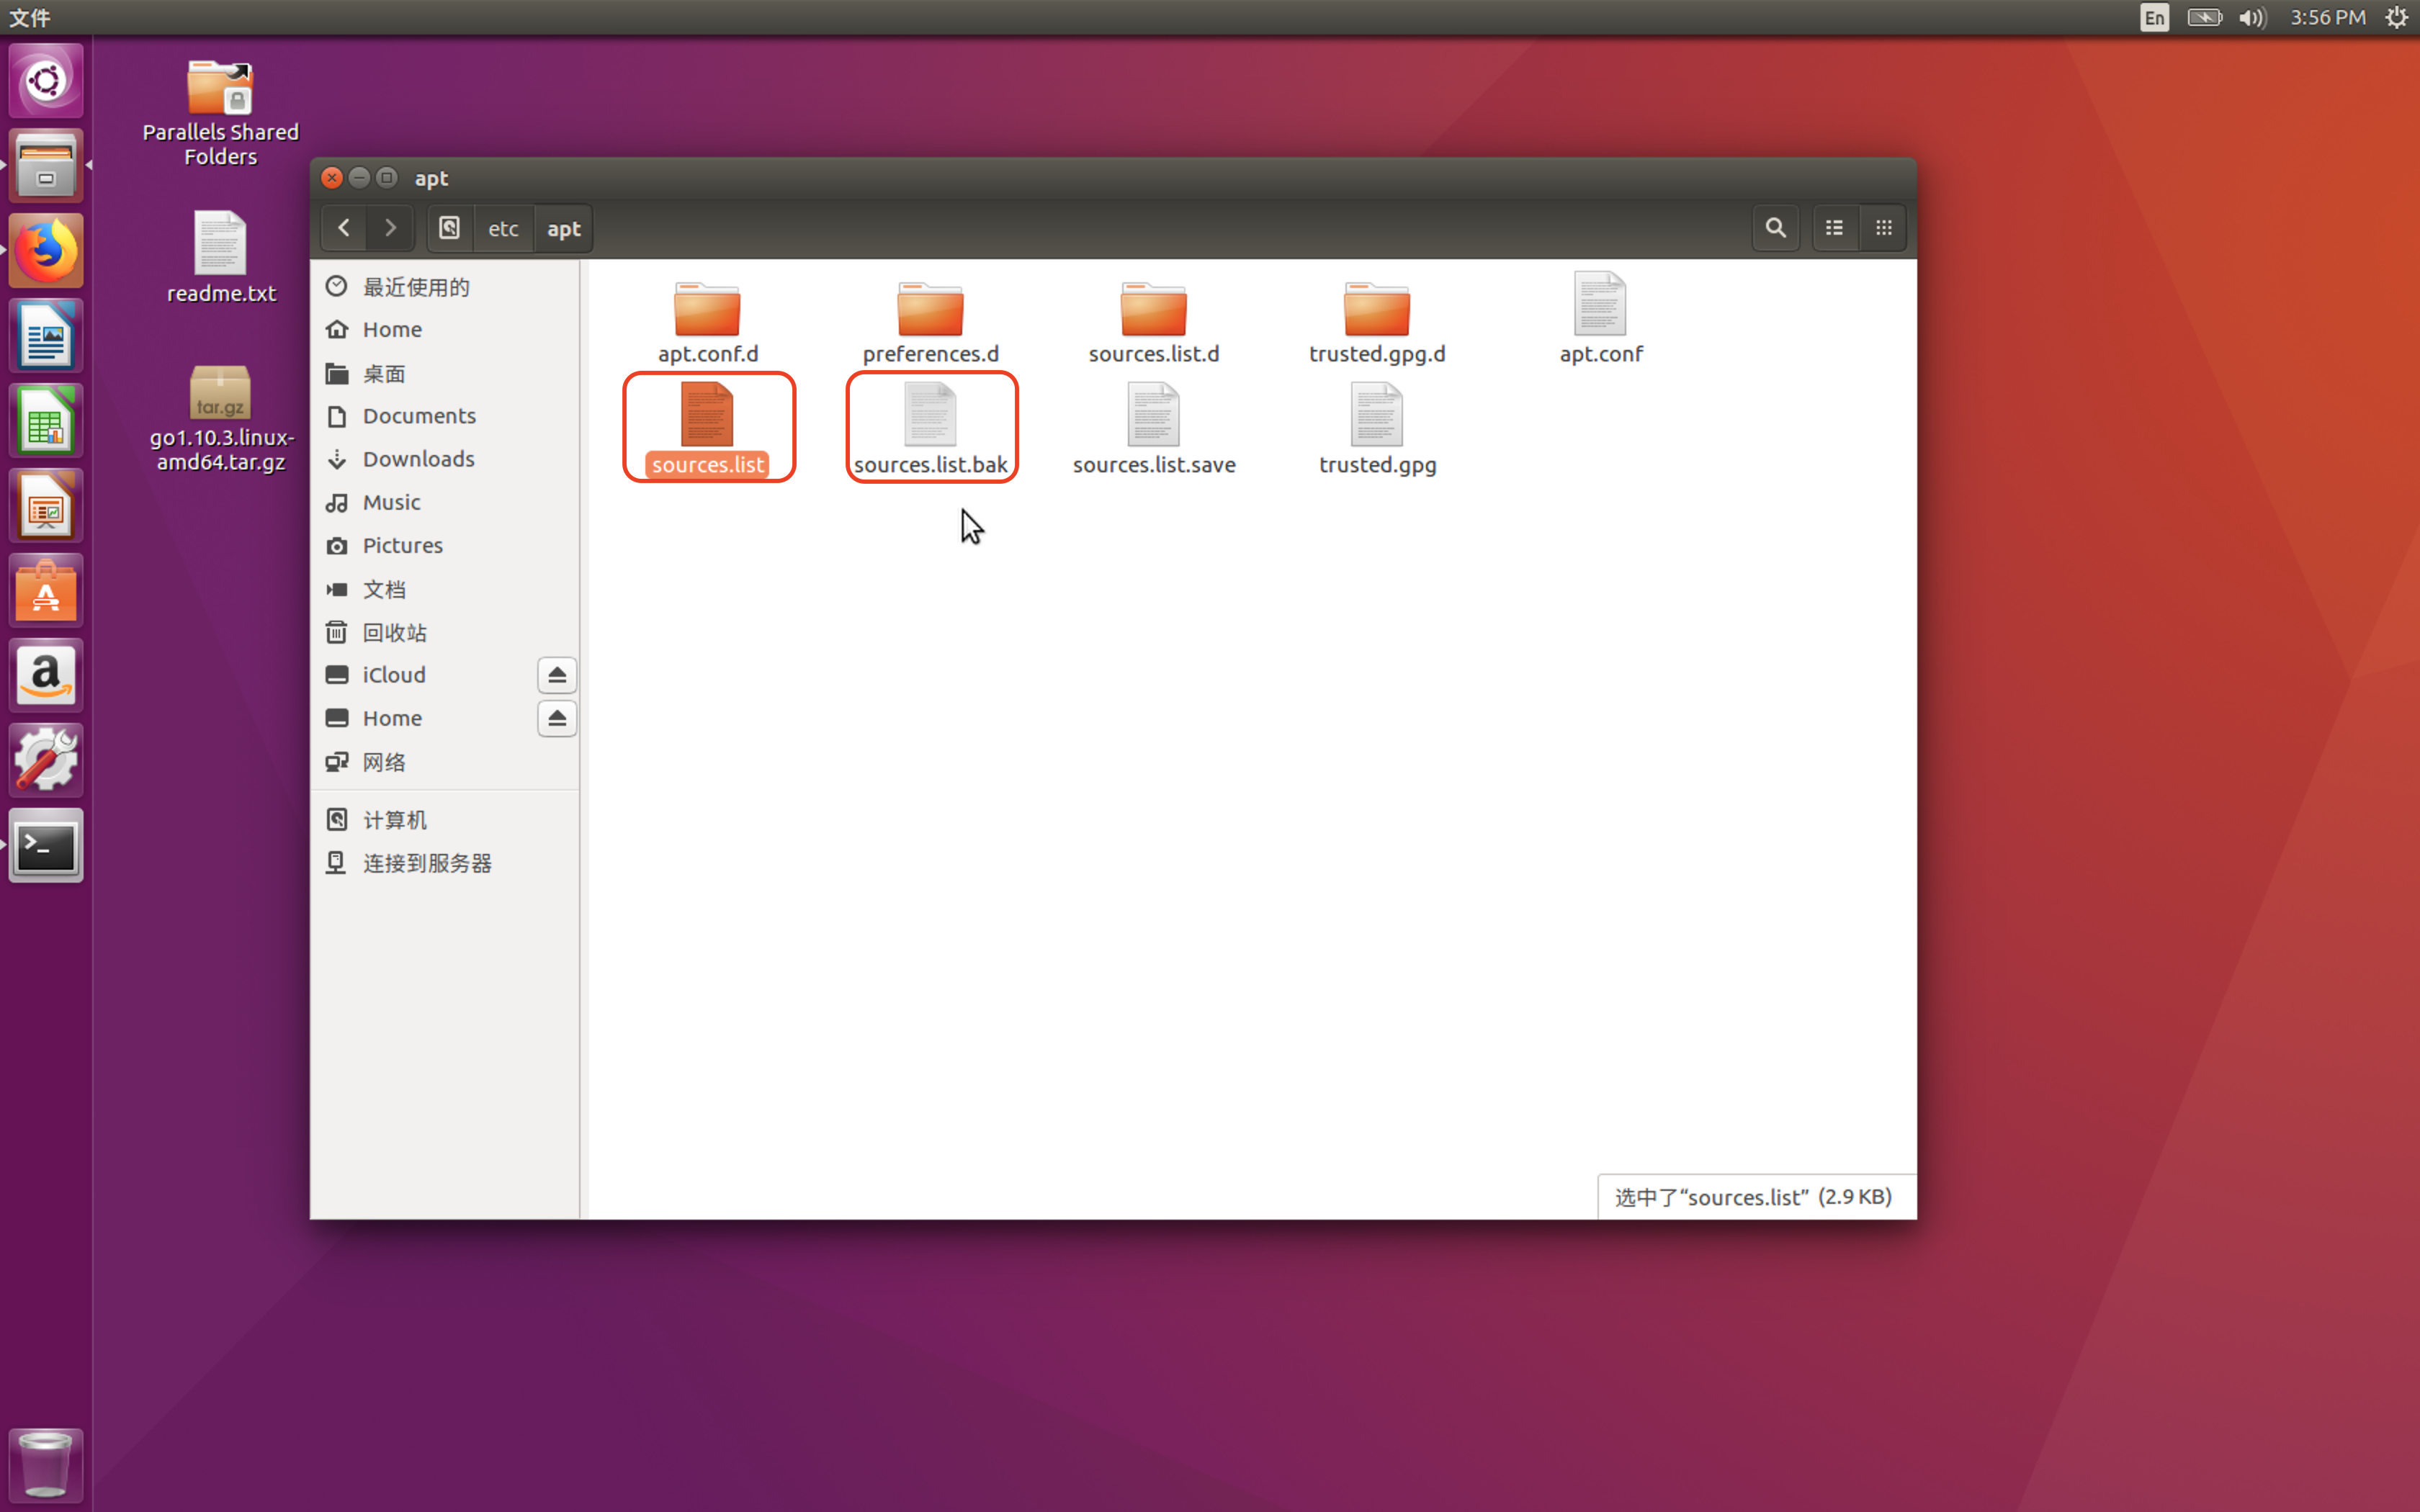 文件
En
3:56 PM
Parallels Shared
Folders
readme.txt
tar.gz
go1.10.3.linux-
amd64.tar.gz
apt
etc
apt
最近使用的
Home
桌面
Documents
Downloads
Music
Pictures
文档
回收站
iCloud
Home
网络
计算机
连接到服务器
apt.conf.d
preferences.d
sources.list.d
trusted.gpg.d
apt.conf
sources.list
sources.list.bak
sources.list.save
trusted.gpg
选中了“sources.list” (2.9 KB)